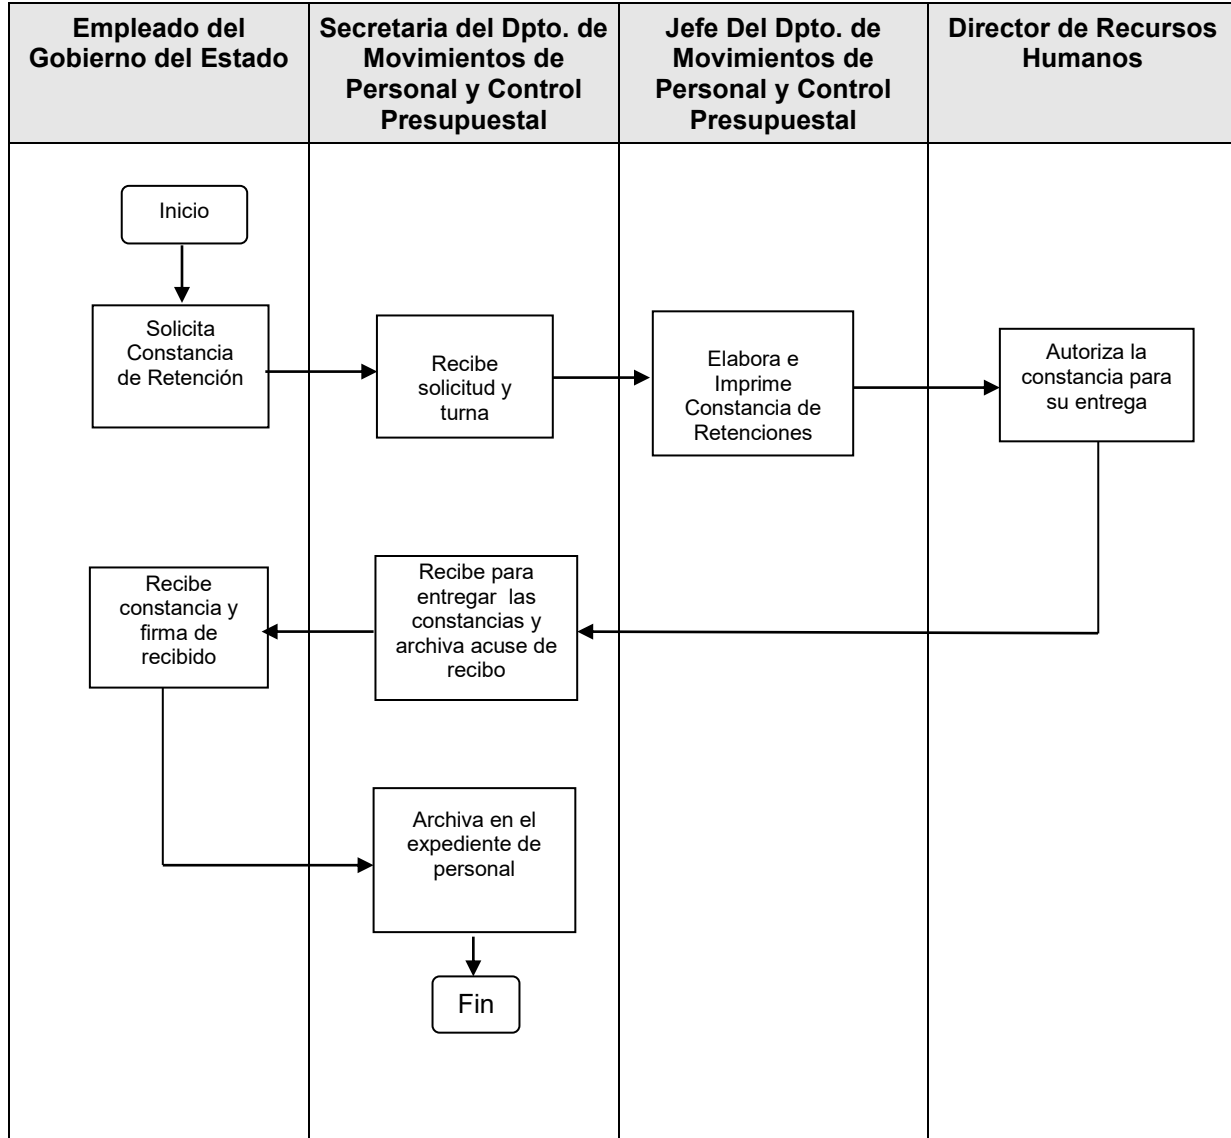 Empleado del
Gobierno del Estado
Secretaria del Dpto. de
Movimientos de
Personal y Control
Presupuestal
Jefe Del Dpto. de
Movimientos de
Personal y Control
Presupuestal
Director de Recursos
Humanos
Inicio
Solicita
Constancia
de Retención
Recibe
solicitud y
turna
Elabora e
Imprime
Constancia de
Retenciones
Autoriza la
constancia para
su entrega
Recibe
constancia y
firma de
recibido
Recibe para
entregar  las
constancias y
archiva acuse de
recibo
Archiva en el
expediente de
personal
Fin